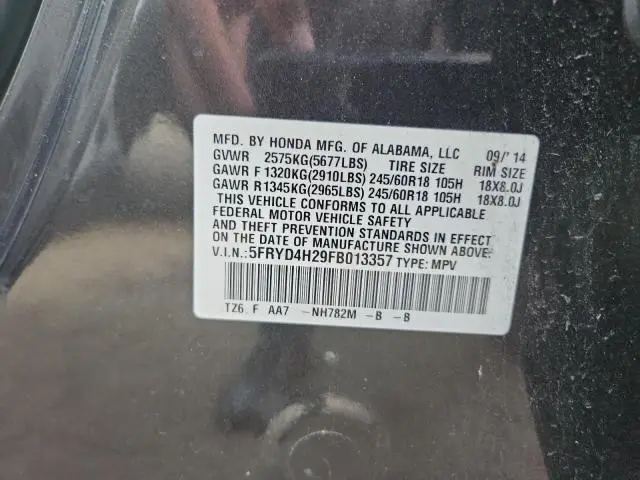 MFD. BY HONDA MFG. OF ALABAMA, LLC 09/'14
GVWR 2575KG(5677LBS) TIRE SIZE RIM SIZE
GAWR F 1320KG(2910LBS) 245/60R18 105H 18X8.0J
GAWR R1345KG(2965LBS) 245/60R18 105H 18X8.0J
THIS VEHICLE CONFORMS TO ALL APPLICABLE
FEDERAL MOTOR VEHICLE SAFETY
AND THEFT PREVENTION STANDARDS IN EFFECT
ON THE DATE OF MANUFACTURE SHOWN ABOVE.
V.I.N.:5FRYD4H29FB013357 TYPE: MPV
TZ6 F AA7 -NH782M -B -B